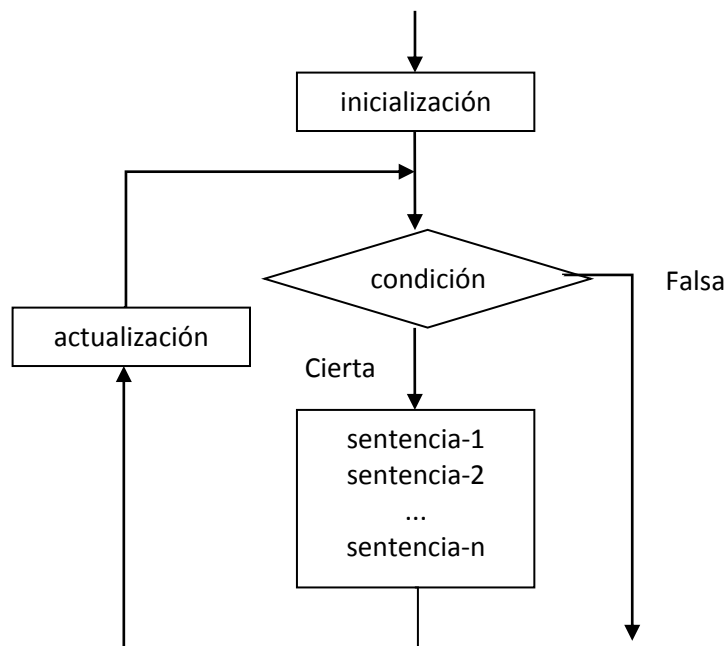 inicialización
condición
Falsa
actualización
Cierta
sentencia-1
sentencia-2
...
sentencia-n